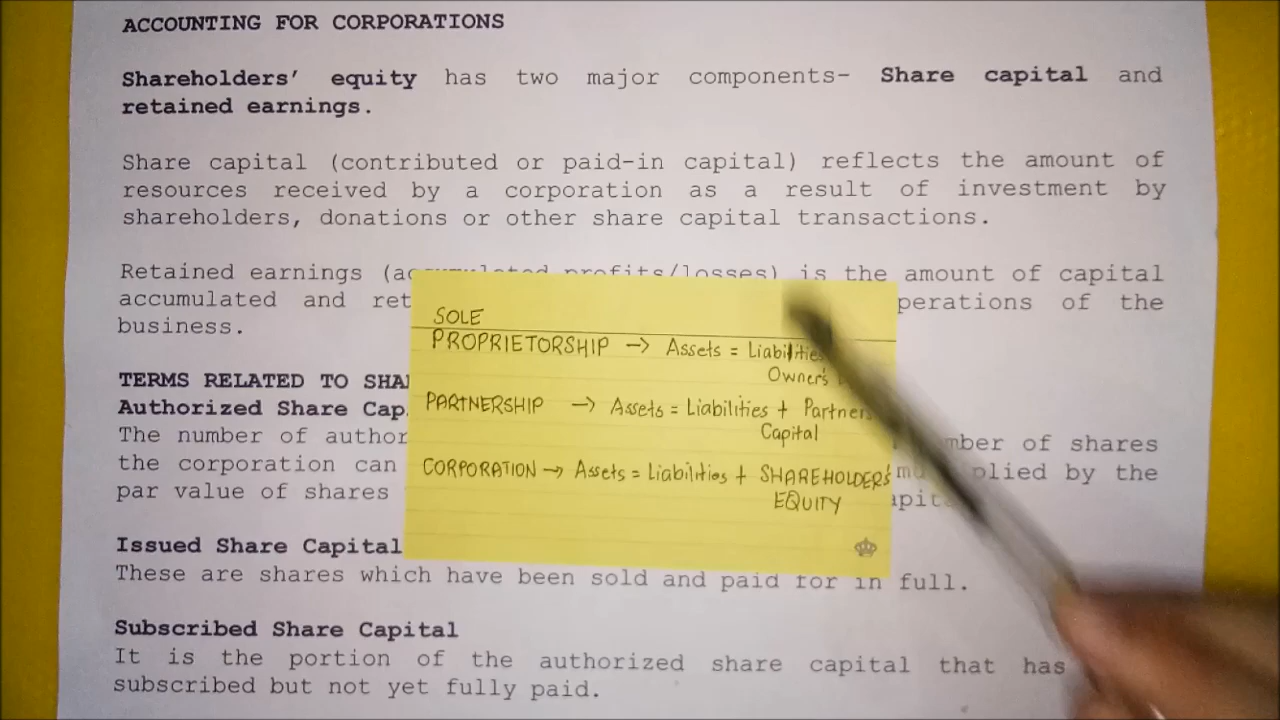 ACCOUNTING FOR CORPORATIONS
Shareholders' equity has two major components- Share capital and
retained earnings.
Share capital (contributed or paid-in capital) reflects the amount of
resources received by a corporation as a result of investment by
shareholders, donations or other share capital transactions.
Retained earnings (accumulated profits/losses) is the amount of capital
accumulated and ret perations of the
business.
SOLE
PROPRIETORSHIP → Assets = Liabilities
Owner's
PARTNERSHIP → Assets = Liabilities + Partners
Capital
CORPORATION → Assets = Liabilities + SHAREHOLDERS'
EQUITY
TERMS RELATED TO SHA
Authorized Share Cap
The number of author mber of shares
the corporation can plied by the
par value of shares apit
Issued Share Capital
These are shares which have been sold and paid for in full.
Subscribed Share Capital
It is the portion of the authorized share capital that has
subscribed but not yet fully paid.